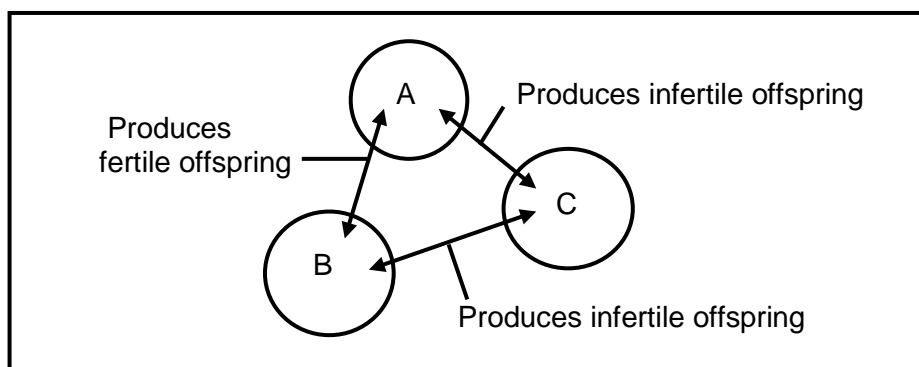 A
Produces infertile offspring
Produces
fertile offspring
C
B
Produces infertile offspring